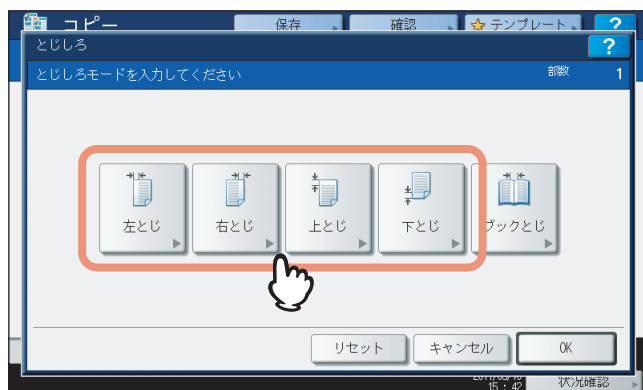 コピー 保存 確認 テンプレート ?
とじしろ ?
とじしろモードを入力してください 部数 1
左とじ 右とじ 上とじ 下とじ ブックとじ
リセット キャンセル OK
15:42 状況確認